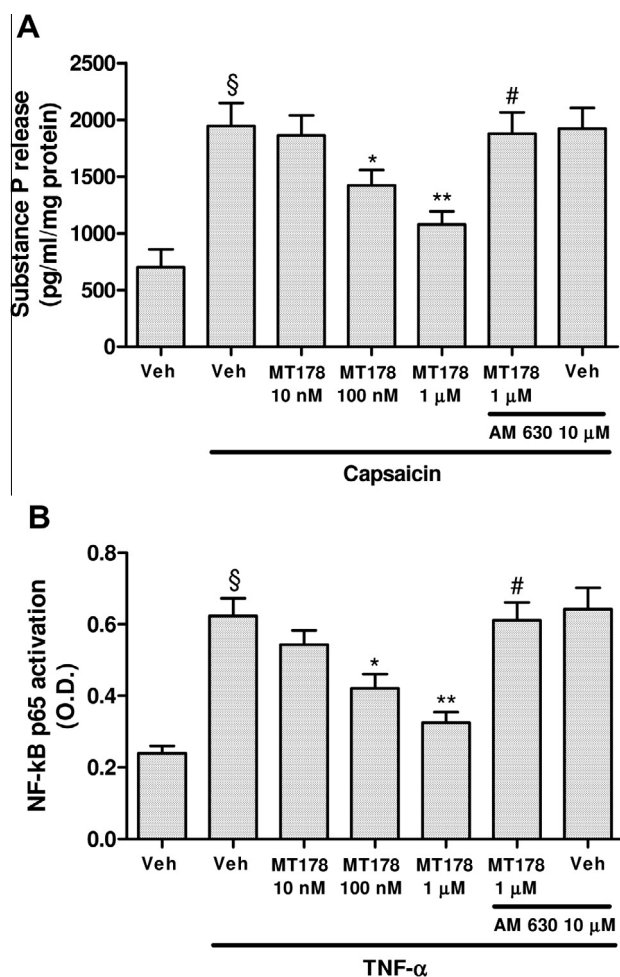 A
Substance P release
(pg/ml/mg protein)
2500
2000
1500
1000
500
0
§
*
**
#
Veh Veh MT178 MT178 MT178 MT178 Veh
10 nM 100 nM 1 μM 1 μM
AM 630 10 μM
Capsaicin
B
NF-kB p65 activation
(O.D.)
0.8
0.6
0.4
0.2
0.0
§
*
**
#
Veh Veh MT178 MT178 MT178 MT178 Veh
10 nM 100 nM 1 μM 1 μM
AM 630 10 μM
TNF-α